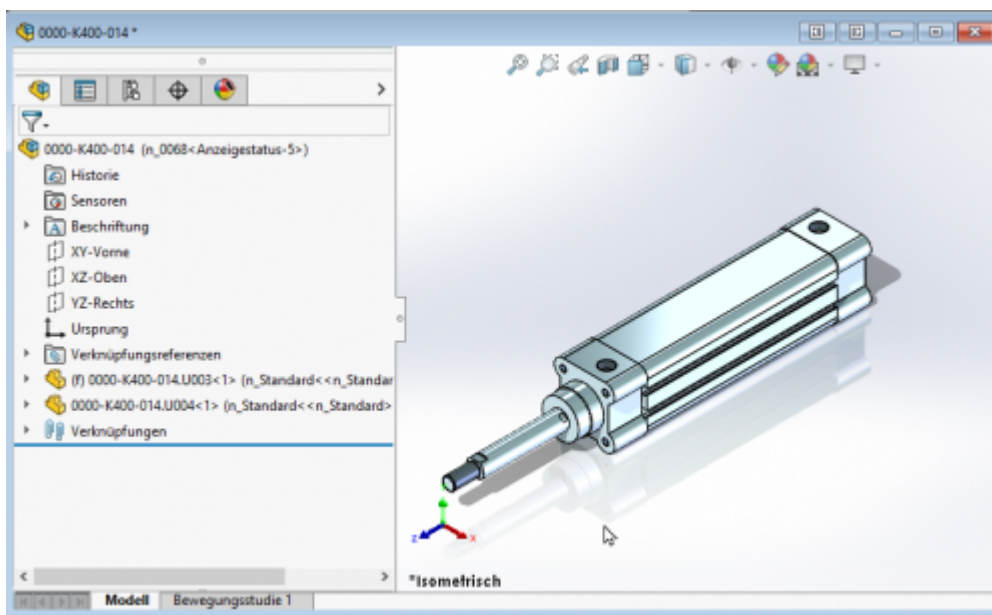 0000-K400-014 *
0000-K400-014 (n_0068<Anzeigestatus-5>)
Historie
Sensoren
Beschriftung
XY-Vorne
XZ-Oben
YZ-Rechts
Ursprung
Verknüpfungsreferenzen
(f) 0000-K400-014.U003<1> (n_Standard<<n_Standar
0000-K400-014.U004<1> (n_Standard<<n_Standard>
Verknüpfungen
z
x
*Isometrisch
Modell
Bewegungsstudie 1